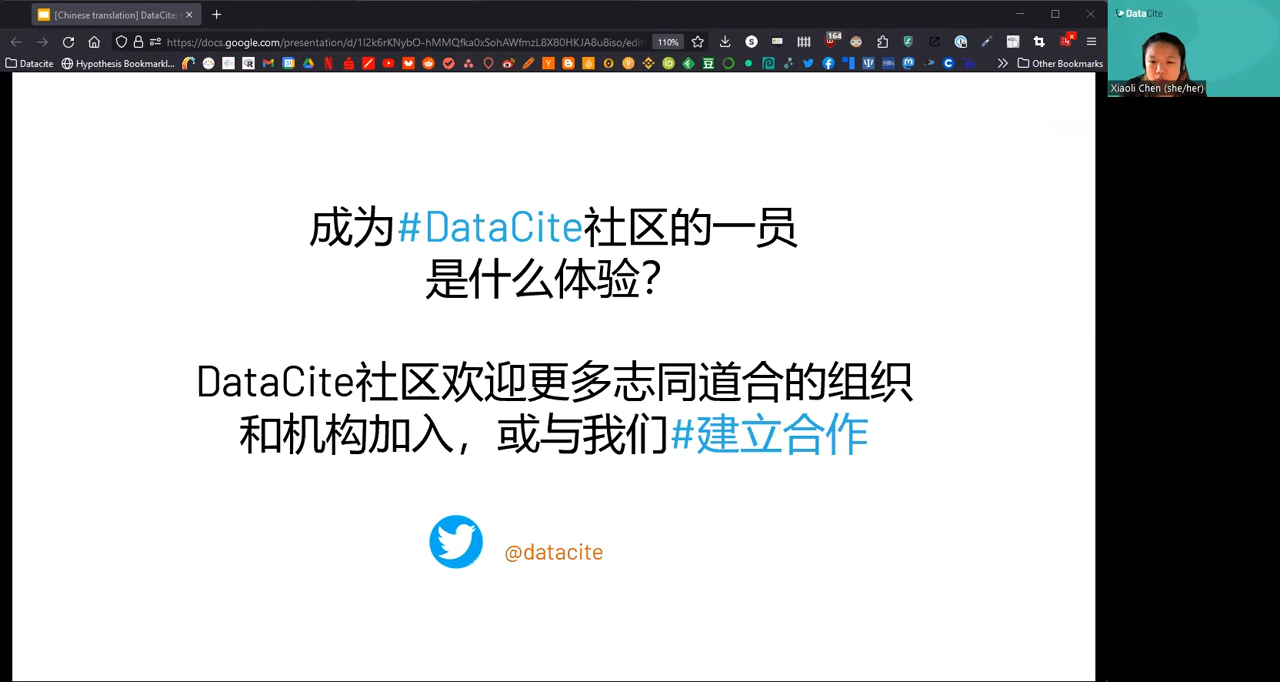 [Chinese translation] DataCite:
https://docs.google.com/presentation/d/1I2k6rKNybO-hMMQfka0xSohAWfmzL8X80HKJA8u8iso/edit
110%
164
Datacite
Hypothesis Bookmarkl...
Other Bookmarks
DataCite
Xiaoli Chen (she/her)
成为#DataCite社区的一员
是什么体验？
DataCite社区欢迎更多志同道合的组织
和机构加入，或与我们#建立合作
@datacite